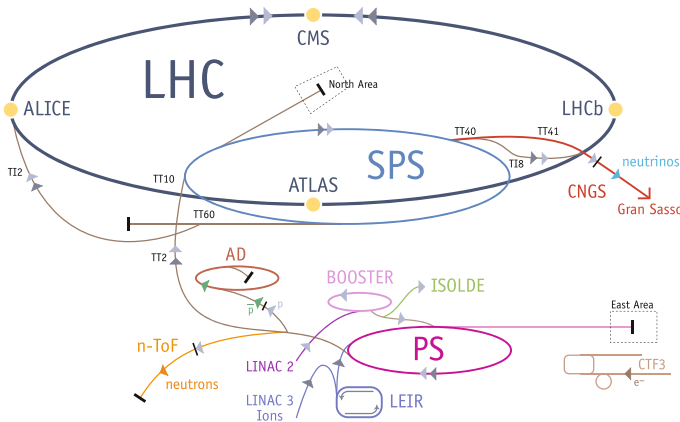 CMS
LHC
North Area
ALICE
LHCb
TT40
TT41
TI8
neutrinos
SPS
TI2
TT10
ATLAS
CNGS
Gran Sasso
TT60
TT2
AD
BOOSTER
ISOLDE
p
p
East Area
n-ToF
PS
LINAC 2
neutrons
CTF3
e⁻
LINAC 3
Ions
LEIR